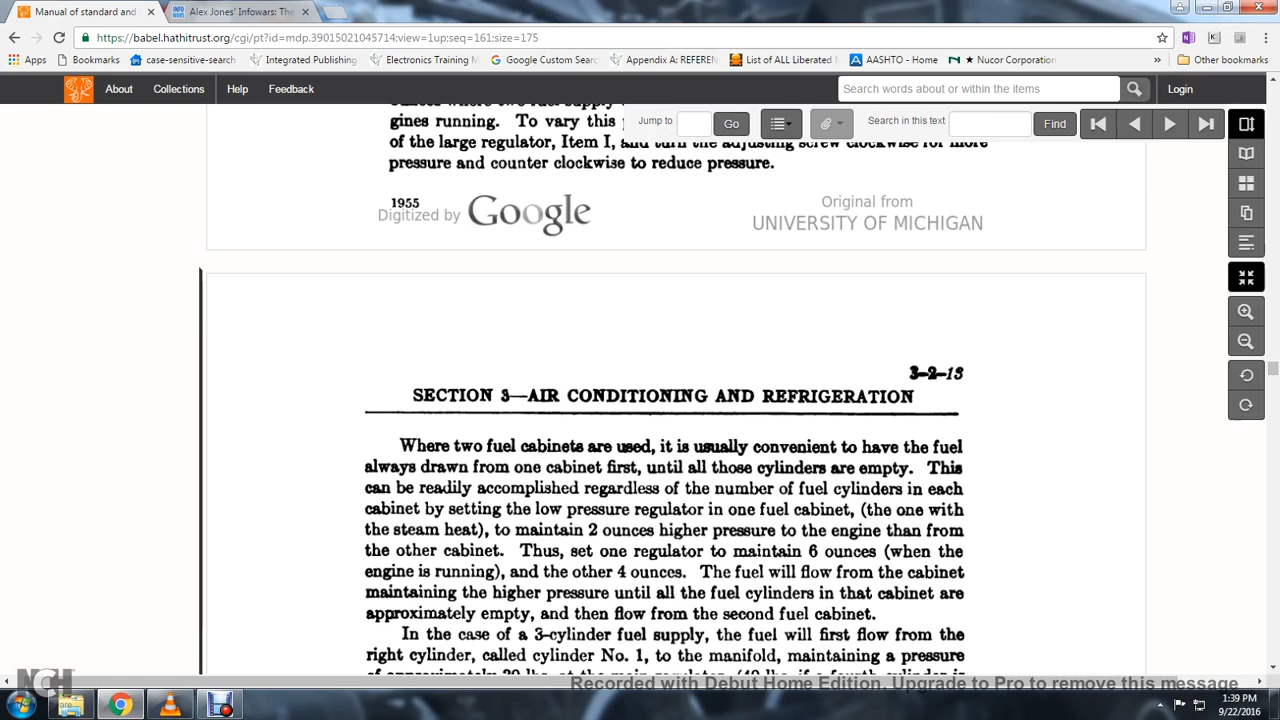 Manual of standard and
Alex Jones' Infowars: The
https://babel.hathitrust.org/cgi/pt?id=mdp.39015021045714;view=1up;seq=161;size=175
Apps
Bookmarks
case-sensitive-search
Integrated Publishing
Electronics Training M
Google Custom Sear
Appendix A: REFEREN
List of ALL Liberated
AASHTO - Home
Nucor Corporation
Other bookmarks
About
Collections
Help
Feedback
Search words about or within the items
Login
Jump to
Go
Search in this text
Find
gines running. To vary this
of the large regulator, Item I, and turn the adjusting screw clockwise for more
pressure and counter clockwise to reduce pressure.
1955
Digitized by Google
Original from
UNIVERSITY OF MICHIGAN
3-2-13
SECTION 3—AIR CONDITIONING AND REFRIGERATION
Where two fuel cabinets are used, it is usually convenient to have the fuel
always drawn from one cabinet first, until all those cylinders are empty. This
can be readily accomplished regardless of the number of fuel cylinders in each
cabinet by setting the low pressure regulator in one fuel cabinet, (the one with
the steam heat), to maintain 2 ounces higher pressure to the engine than from
the other cabinet. Thus, set one regulator to maintain 6 ounces (when the
engine is running), and the other 4 ounces. The fuel will flow from the cabinet
maintaining the higher pressure until all the fuel cylinders in that cabinet are
approximately empty, and then flow from the second fuel cabinet.
In the case of a 3-cylinder fuel supply, the fuel will first flow from the
right cylinder, called cylinder No. 1, to the manifold, maintaining a pressure
Recorded with Debut Home Edition. Upgrade to Pro to remove this message
NCH
1:39 PM
9/22/2016